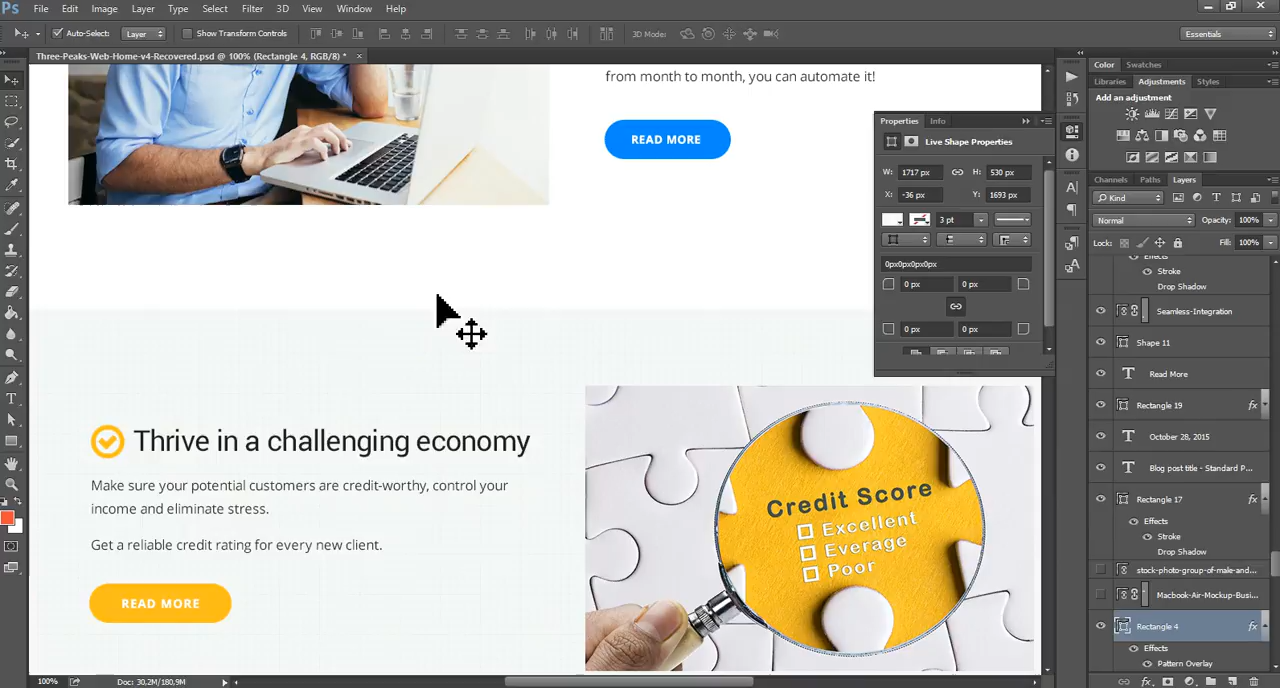 Ps File Edit Image Layer Type Select Filter 3D View Window Help
Auto-Select: Layer Show Transform Controls 3D Mode: Essentials
Three-Peaks-Web-Home-v4-Recovered.psd @ 100% (Rectangle 4, RGB/8) * ×
from month to month, you can automate it!
READ MORE
Thrive in a challenging economy
Make sure your potential customers are credit-worthy, control your
income and eliminate stress.
Get a reliable credit rating for every new client.
READ MORE
Credit Score
Excellent
Everage
Poor
Properties Info
Live Shape Properties
W: 1717 px H: 530 px
X: -36 px Y: 1693 px
3 pt
0px0px0px0px
0 px 0 px
0 px 0 px
Color Swatches
Libraries Adjustments Styles
Add an adjustment
Channels Paths Layers
Kind
Normal Opacity: 100%
Lock: Fill: 100%
Effects
Stroke
Drop Shadow
Seamless-Integration
Shape 11
T Read More
Rectangle 19 fx
T October 28, 2015
T Blog post title - Standard P...
Rectangle 17 fx
Effects
Stroke
Drop Shadow
stock-photo-group-of-male-and...
Macbook-Air-Mockup-Busi...
Rectangle 4 fx
Effects
Pattern Overlay
100% Doc: 30,2M/180,9M